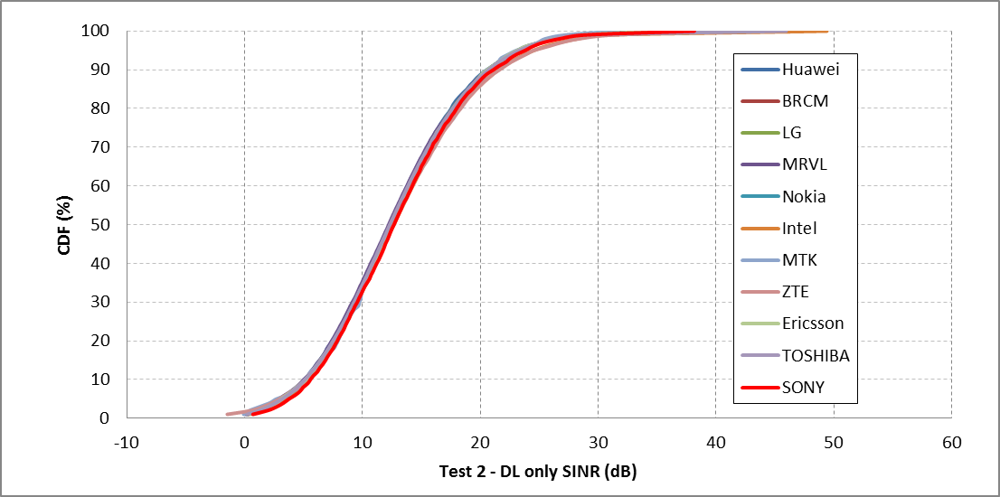 100
90
80
70
60
50
40
30
20
10
0
CDF (%)
-10 0 10 20 30 40 50 60
Test 2 - DL only SINR (dB)
Huawei
BRCM
LG
MRVL
Nokia
Intel
MTK
ZTE
Ericsson
TOSHIBA
SONY